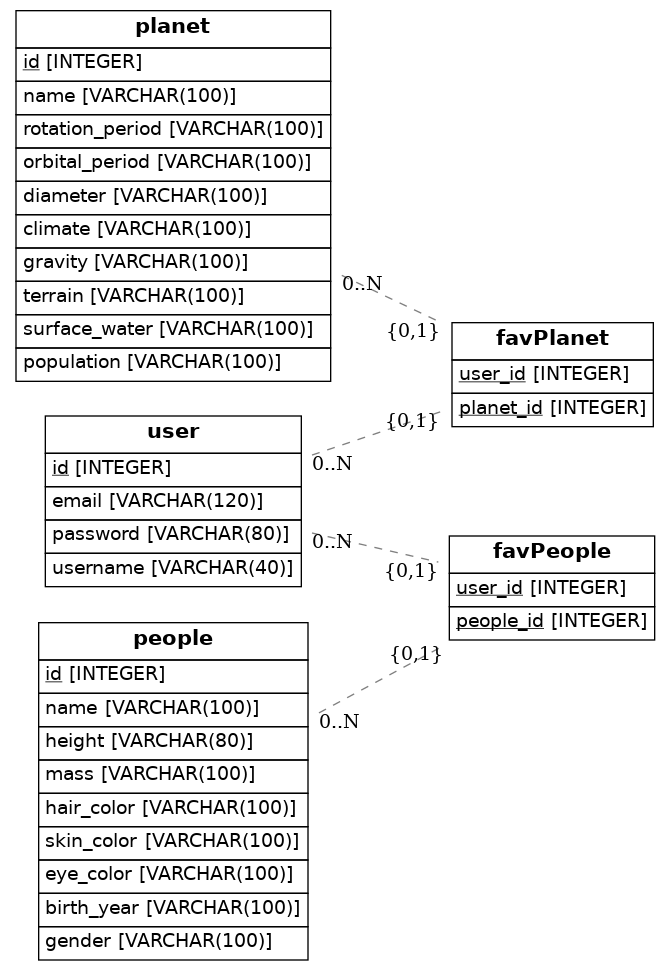 planet
id [INTEGER]
name [VARCHAR(100)]
rotation_period [VARCHAR(100)]
orbital_period [VARCHAR(100)]
diameter [VARCHAR(100)]
climate [VARCHAR(100)]
gravity [VARCHAR(100)]
terrain [VARCHAR(100)]
surface_water [VARCHAR(100)]
population [VARCHAR(100)]
0..N
{0,1}
favPlanet
user_id [INTEGER]
planet_id [INTEGER]
{0,1}
0..N
user
id [INTEGER]
email [VARCHAR(120)]
password [VARCHAR(80)]
username [VARCHAR(40)]
0..N
{0,1}
favPeople
user_id [INTEGER]
people_id [INTEGER]
{0,1}
0..N
people
id [INTEGER]
name [VARCHAR(100)]
height [VARCHAR(80)]
mass [VARCHAR(100)]
hair_color [VARCHAR(100)]
skin_color [VARCHAR(100)]
eye_color [VARCHAR(100)]
birth_year [VARCHAR(100)]
gender [VARCHAR(100)]